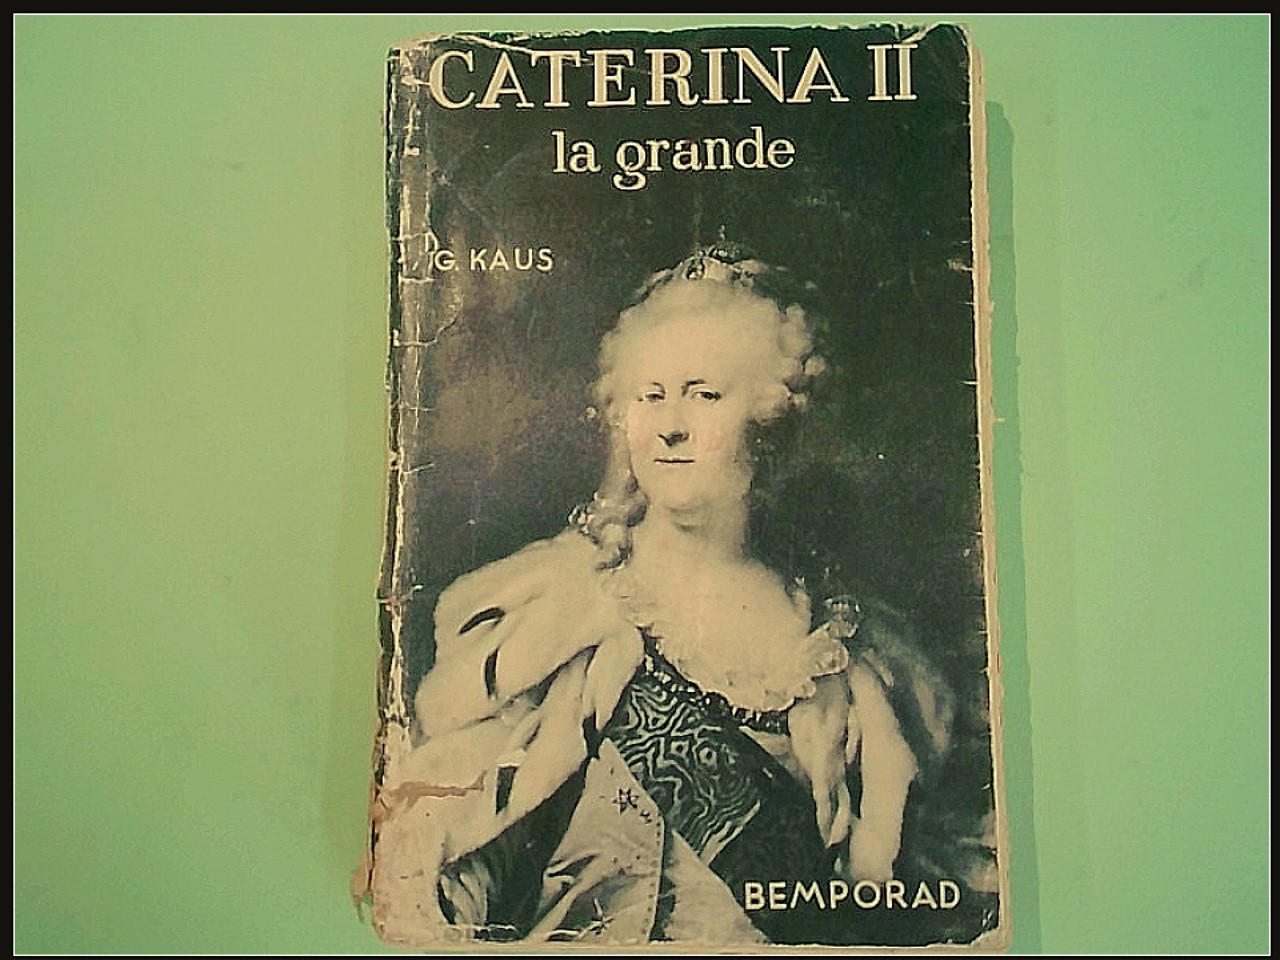 CATERINA II
la grande
G. KAUS
BEMPORAD